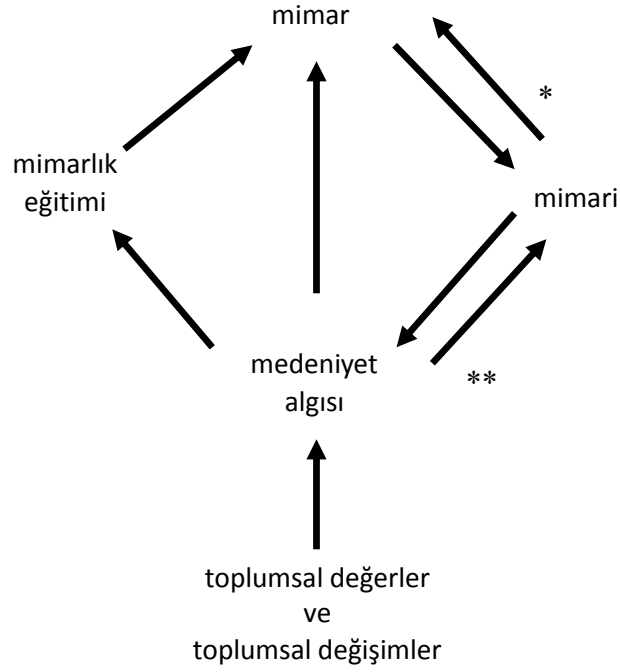 mimar
*
mimarlık
eğitimi
mimari
medeniyet
algısı
**
toplumsal değerler
ve
toplumsal değişimler